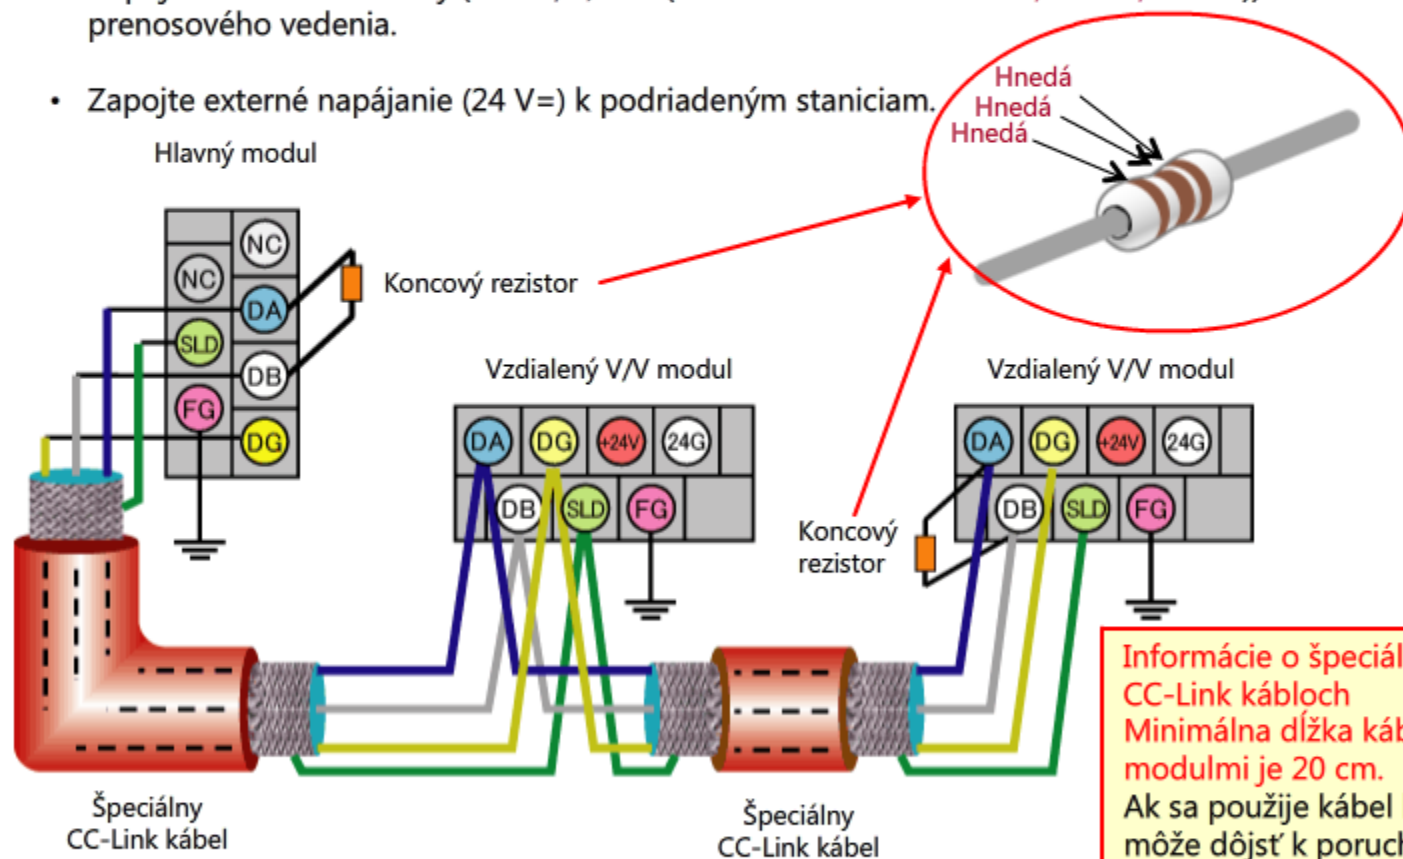 prenosového vedenia.
• Zapojte externé napájanie (24 V=) k podriadeným staniciam.
Hnedá
Hnedá
Hnedá
Hlavný modul
NC
NC
DA
SLD
DB
FG
DG
Koncový rezistor
Vzdialený V/V modul
DA DG +24V 24G
DB SLD FG
Vzdialený V/V modul
DA DG +24V 24G
DB SLD FG
Koncový
rezistor
Špeciálny
CC-Link kábel
Špeciálny
CC-Link kábel
Informácie o
CC-Link kábloch
Minimálna dĺžka
modulmi je 20 cm.
Ak sa použije kábel
môže dôjsť k